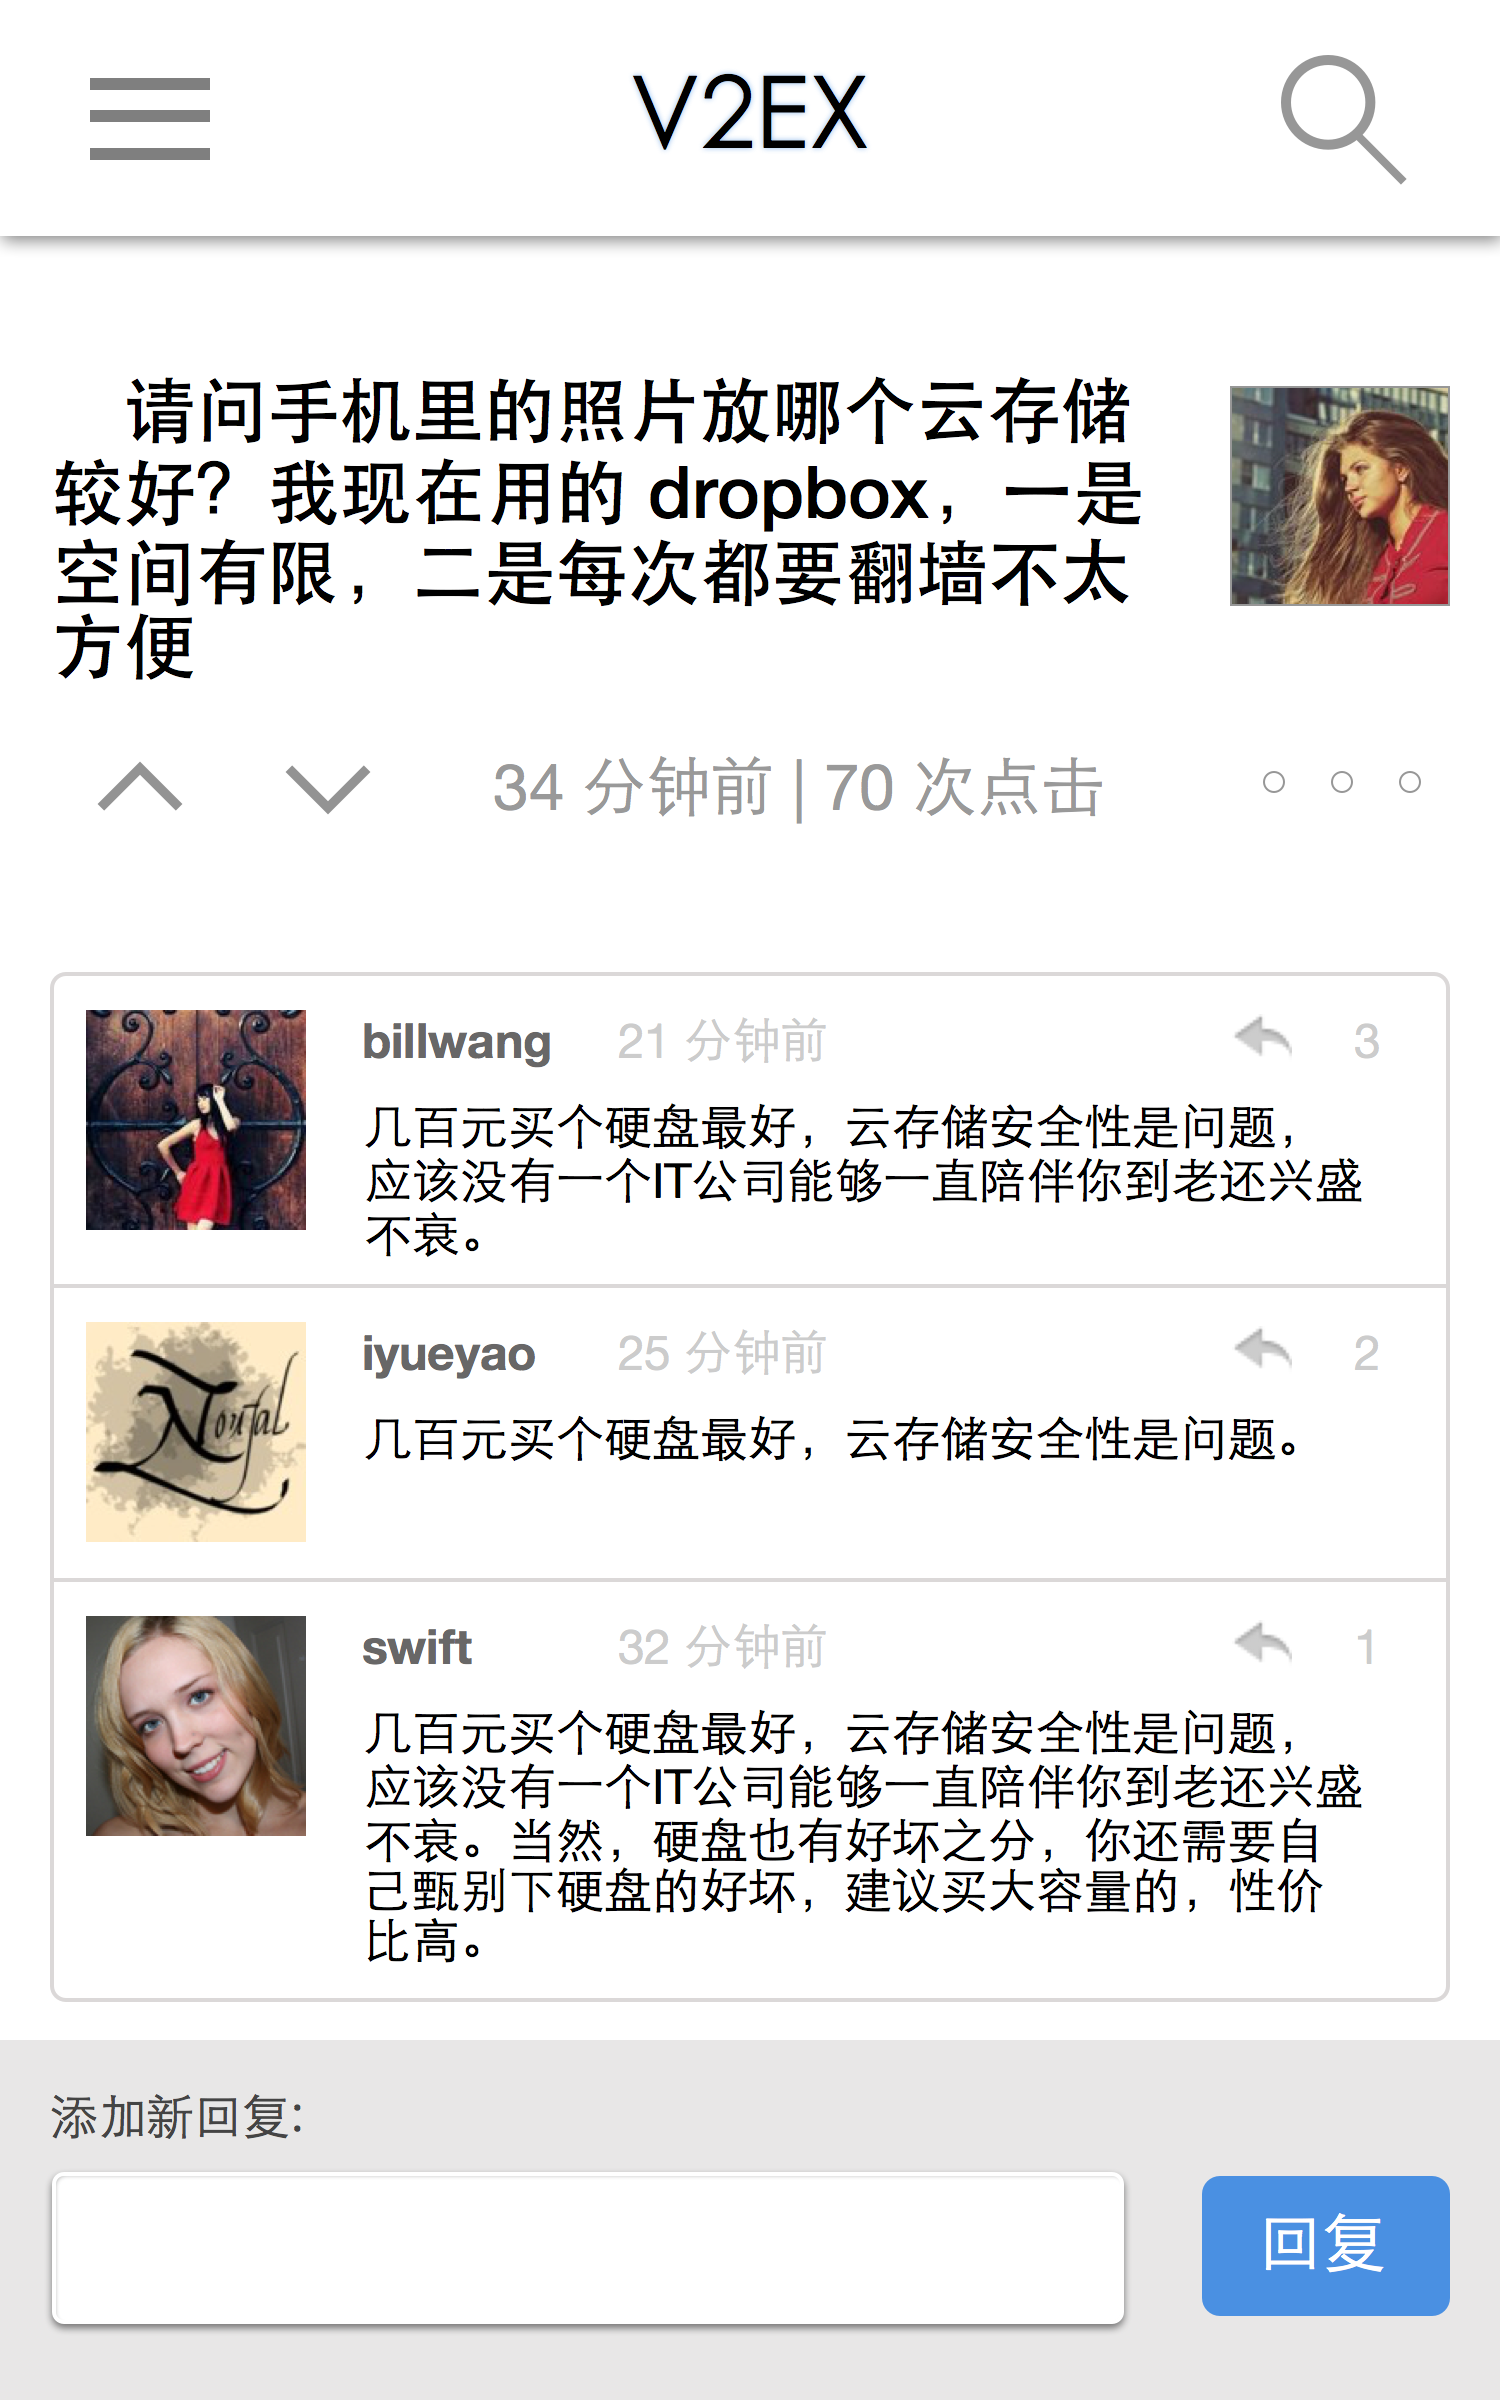 V2EX
请问手机里的照片放哪个云存储
较好？我现在用的 dropbox，一是
空间有限，二是每次都要翻墙不太
方便
34 分钟前 | 70 次点击
billwang 21 分钟前 3
几百元买个硬盘最好，云存储安全性是问题，
应该没有一个IT公司能够一直陪伴你到老还兴盛
不衰。
iyueyao 25 分钟前 2
几百元买个硬盘最好，云存储安全性是问题。
swift 32 分钟前 1
几百元买个硬盘最好，云存储安全性是问题，
应该没有一个IT公司能够一直陪伴你到老还兴盛
不衰。当然，硬盘也有好坏之分，你还需要自
己甄别下硬盘的好坏，建议买大容量的，性价
比高。
添加新回复:
回复